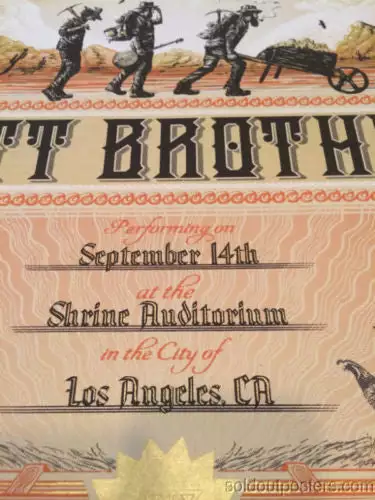 TT BROTH
Performing on
September 14th
at the
Shrine Auditorium
in the City of
Los Angeles, CA
soldoutposters.com